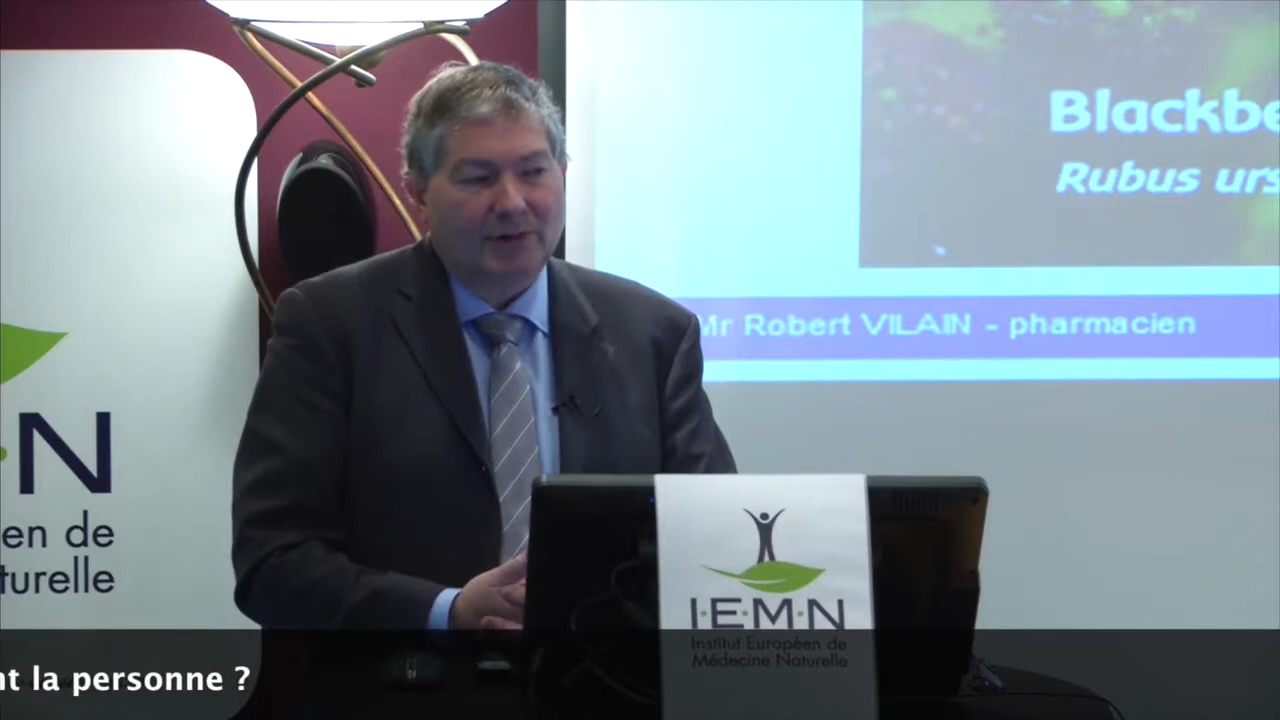 Blackbe
Rubus urs
Mr Robert VILAIN - pharmacien
·N
en de
turelle
I·E·M·N
Institut Européen de
Médecine Naturelle
nt la personne ?